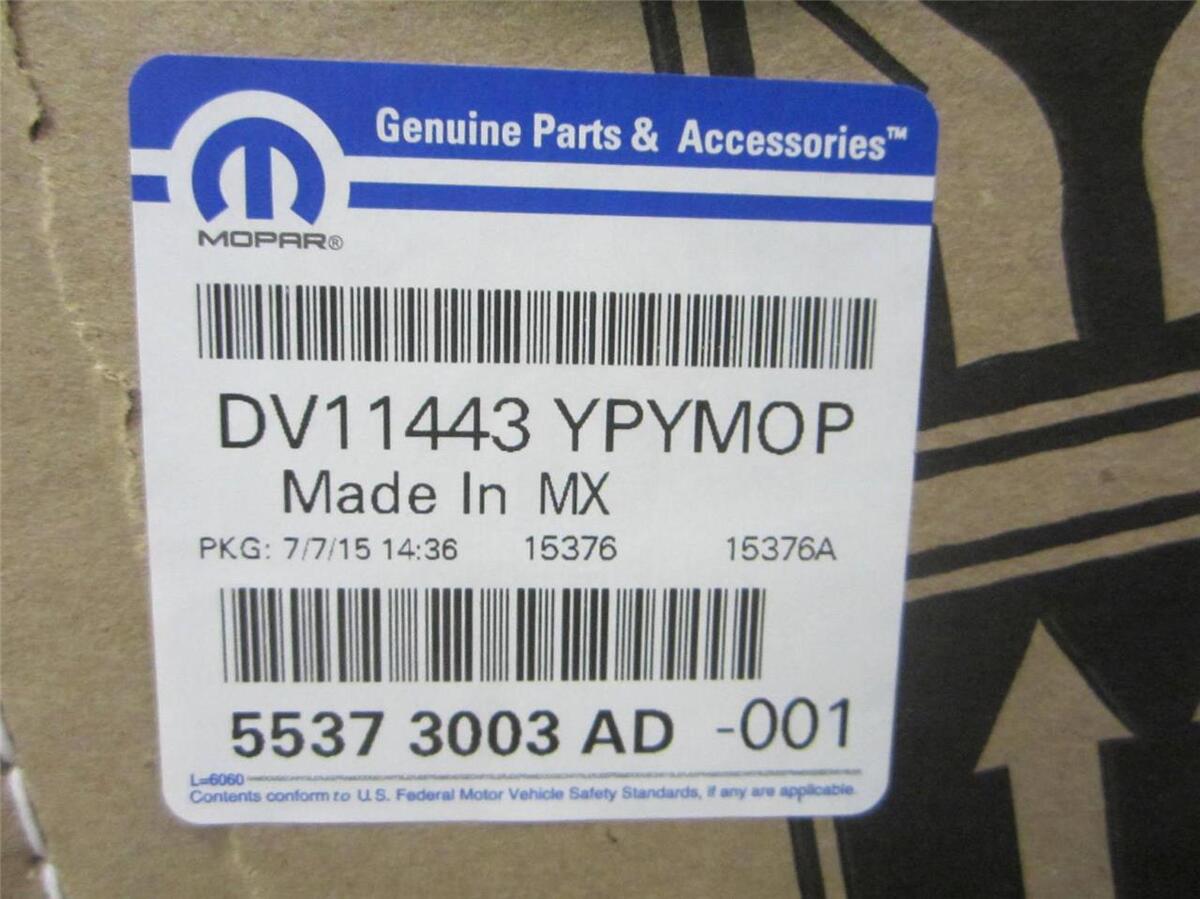 Genuine Parts & Accessories™
MOPAR®
DV11443 YPYMOP
Made In MX
PKG: 7/7/15 14:36 15376 15376A
5537 3003 AD -001
L=6060
Contents conform to U.S. Federal Motor Vehicle Safety Standards, if any are applicable.